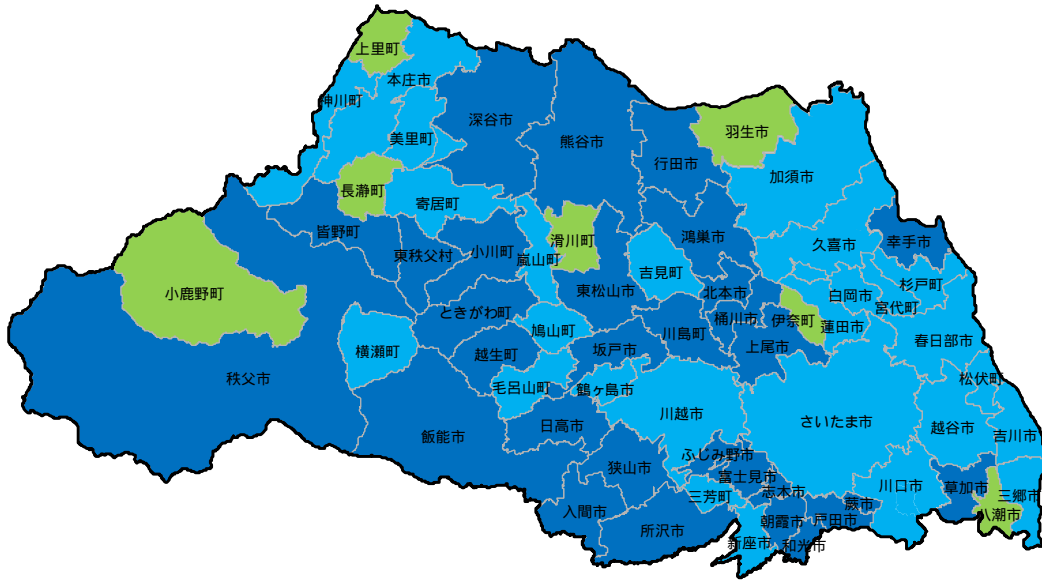 上里町
本庄市
神川町
美里町
深谷市
熊谷市
羽生市
行田市
加須市
長瀞町
寄居町
皆野町
東秩父村
小川町
嵐山町
滑川町
吉見町
鴻巣市
久喜市
幸手市
小鹿野町
東松山市
北本市
白岡市
杉戸町
宮代町
ときがわ町
鳩山町
川島町
桶川市
伊奈町
蓮田市
春日部市
横瀬町
越生町
坂戸市
上尾市
秩父市
毛呂山町
鶴ヶ島市
松伏町
川越市
さいたま市
日高市
飯能市
越谷市
吉川市
ふじみ野市
狭山市
富士見市
川口市
草加市
三芳町
志木市
三郷市
入間市
蕨市
八潮市
所沢市
朝霞市
戸田市
新座市
和光市